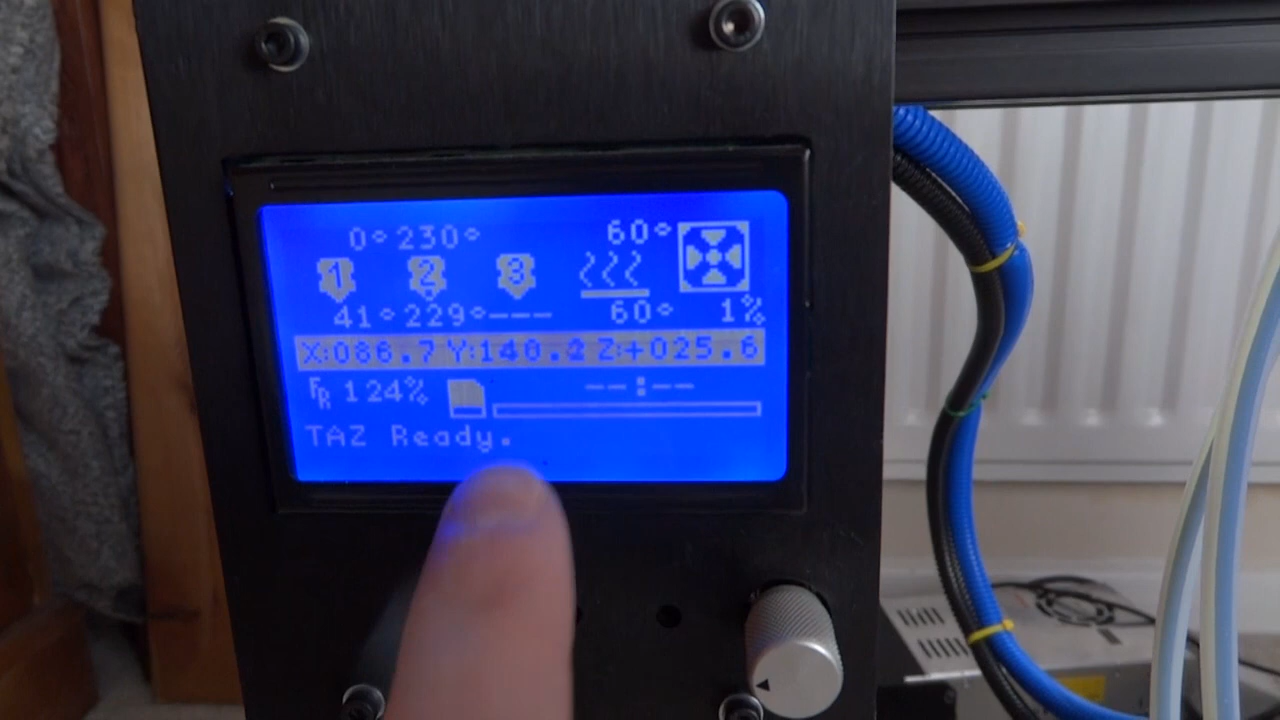 0° 230° 60°
1 2 3
41° 229° --- 60° 1%
X:086.7 Y:140.2 Z:+025.6
FR 124% --:--
TAZ Ready.